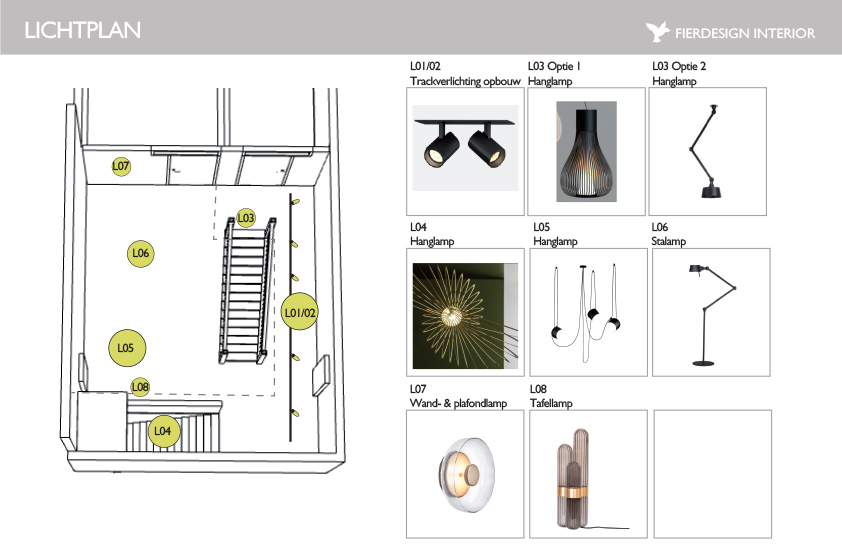 LICHTPLAN
FIERDESIGN INTERIOR
L07
L03
L06
L01/02
L05
L08
L04
L01/02
Trackverlichting opbouw
L03 Optie 1
Hanglamp
L03 Optie 2
Hanglamp
L04
Hanglamp
L05
Hanglamp
L06
Stalamp
L07
Wand- & plafondlamp
L08
Tafellamp